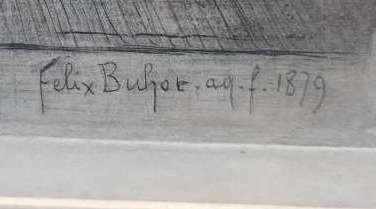 Felix Buhot. aq. f. 1879